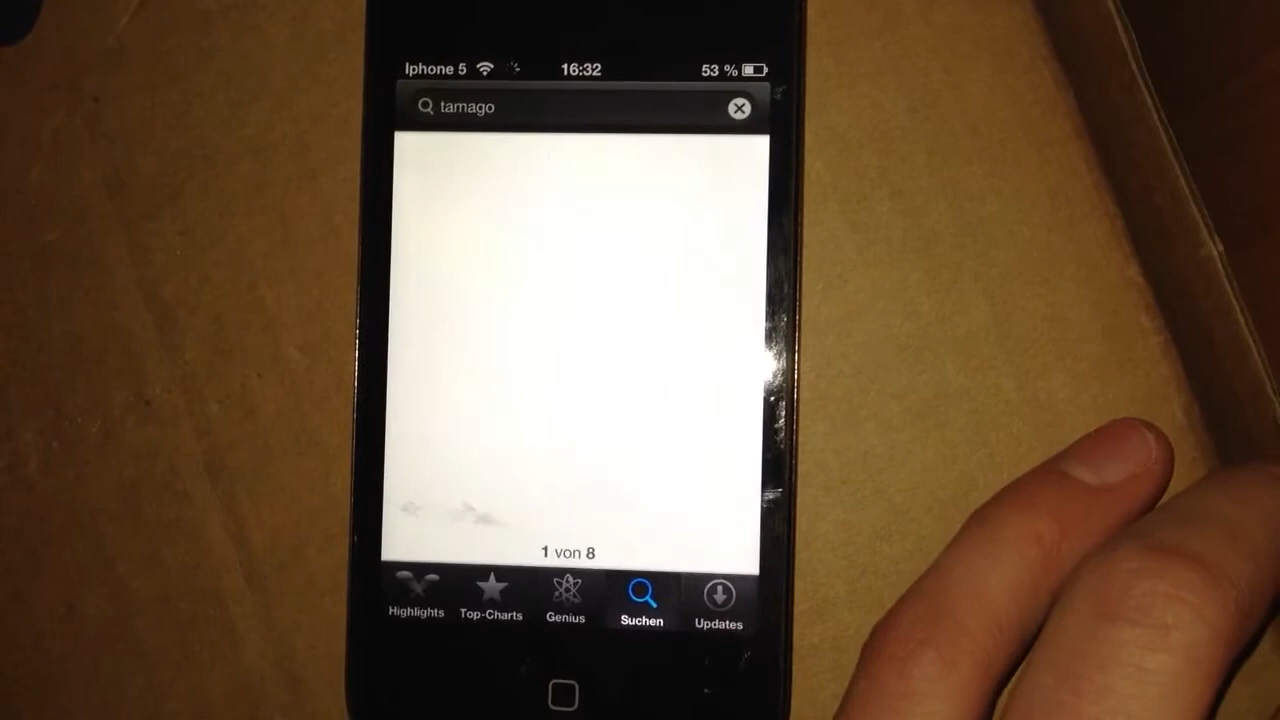 Iphone 5 16:32 53 %
tamago
1 von 8
Highlights Top-Charts Genius Suchen Updates